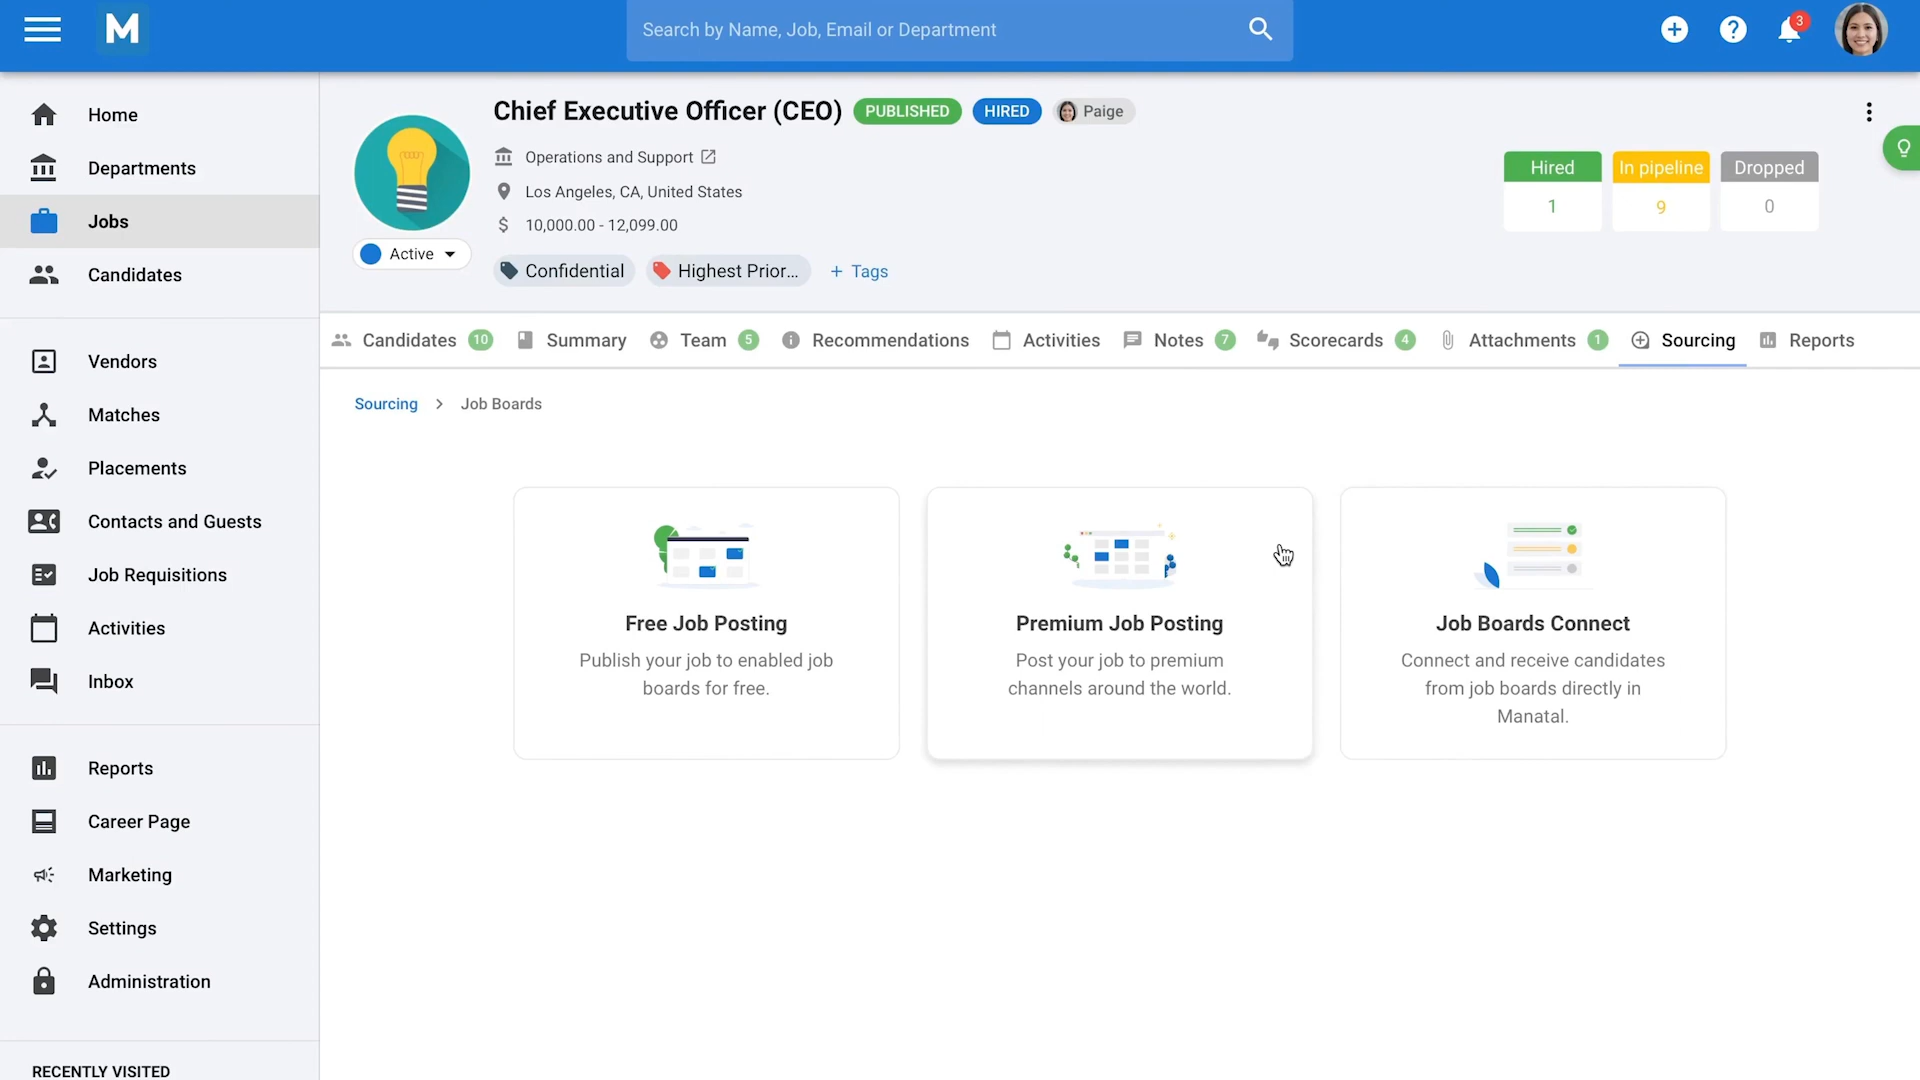 M
Search by Name, Job, Email or Department
3
Home
Departments
Jobs
Candidates
Vendors
Matches
Placements
Contacts and Guests
Job Requisitions
Activities
Inbox
Reports
Career Page
Marketing
Settings
Administration
RECENTLY VISITED
Chief Executive Officer (CEO) PUBLISHED HIRED Paige
Operations and Support
Los Angeles, CA, United States
$ 10,000.00 - 12,099.00
Active
Confidential Highest Prior... + Tags
Hired In pipeline Dropped
1 9 0
Candidates 10 Summary Team 5 Recommendations Activities Notes 7 Scorecards 4 Attachments 1 Sourcing Reports
Sourcing > Job Boards
Free Job Posting
Publish your job to enabled job
boards for free.
Premium Job Posting
Post your job to premium
channels around the world.
Job Boards Connect
Connect and receive candidates
from job boards directly in
Manatal.